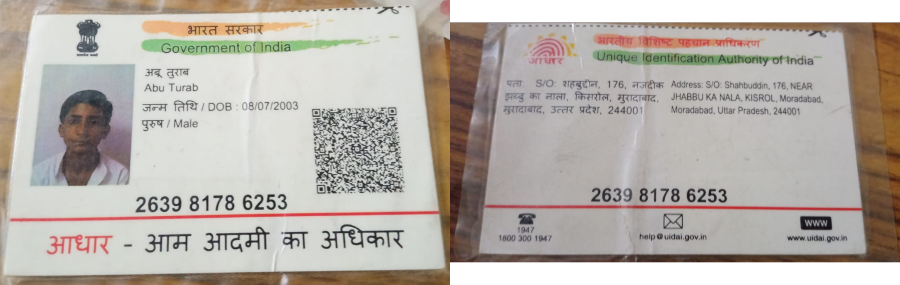 भारत सरकार
Government of India
अबू तुराब
Abu Turab
जन्म तिथि / DOB : 08/07/2003
पुरुष / Male
2639 8178 6253
आधार - आम आदमी का अधिकार
आधार
भारतीय विशिष्ट पहचान प्राधिकरण
Unique Identification Authority of India
पता S/O: शहबुद्दीन, 176, नजदीक
झब्बु का नाला, किसरोल, मुरादाबाद,
मुरादाबाद, उत्तर प्रदेश, 244001
Address: S/O: Shahbuddin, 176, NEAR
JHABBU KA NALA, KISROL, Moradabad,
Moradabad, Uttar Pradesh, 244001
2639 8178 6253
1947
1800 300 1947
help@uidai.gov.in
WWW
www.uidai.gov.in